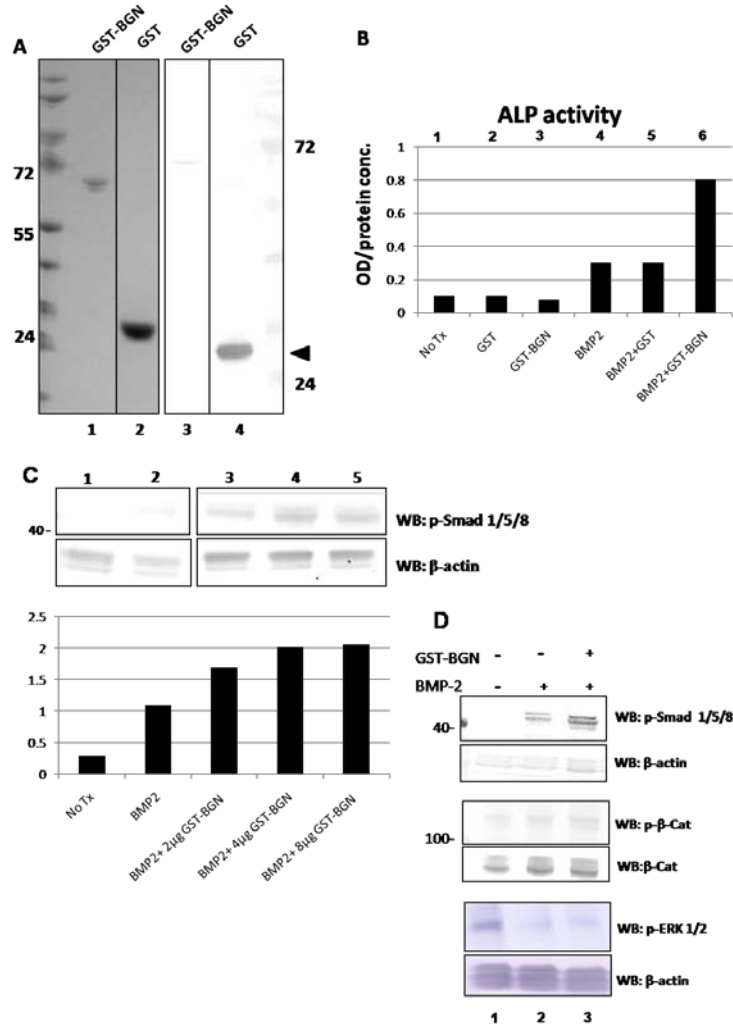 A
GST-BGN
GST
GST-BGN
GST
72
55
24
72
24
1 2 3 4
B
ALP activity
1 2 3 4 5 6
OD/protein conc.
1
0.8
0.6
0.4
0.2
0
No Tx
GST
GST-BGN
BMP2
BMP2+GST
BMP2+GST-BGN
C
1 2 3 4 5
40-
WB: p-Smad 1/5/8
WB: β-actin
2.5
2
1.5
1
0.5
0
No Tx
BMP2
BMP2+ 2µg GST-BGN
BMP2+ 4µg GST-BGN
BMP2+ 8µg GST-BGN
D
GST-BGN - - +
BMP-2 - + +
40-
WB: p-Smad 1/5/8
WB: β-actin
100-
WB: p-β-Cat
WB:β-Cat
WB: p-ERK 1/2
WB: β-actin
1 2 3